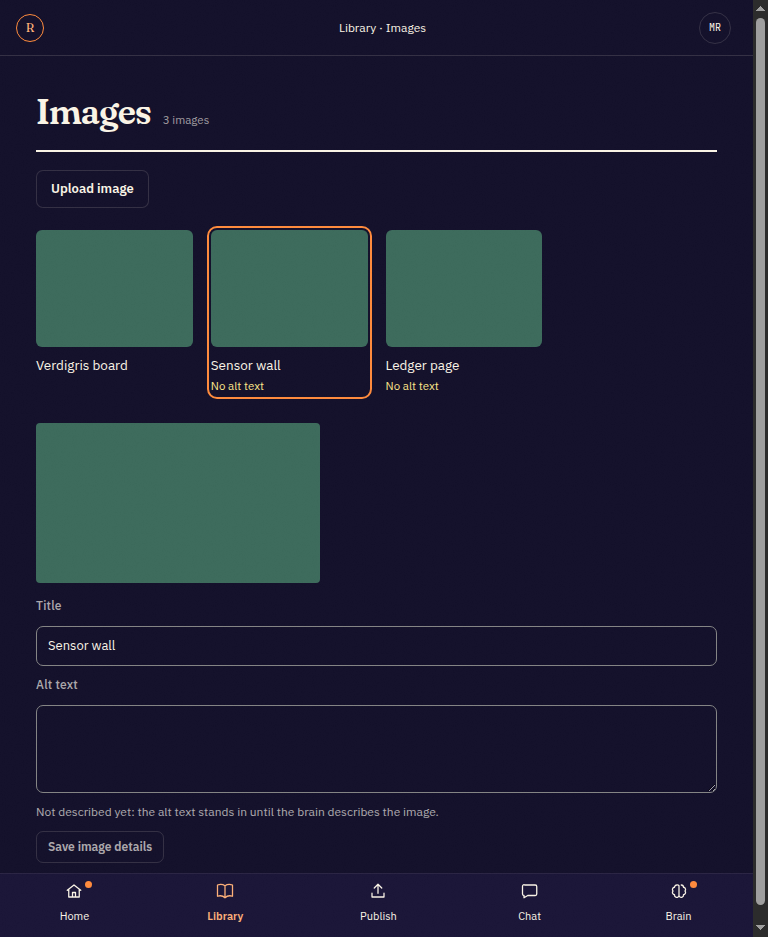 R
Library · Images
MR
Images
3 images
Upload image
Verdigris board
Sensor wall
Ledger page
No alt text
No alt text
Title
Sensor wall
Alt text
Not described yet: the alt text stands in until the brain describes the image.
Save image details
Home
Library
Publish
Chat
Brain